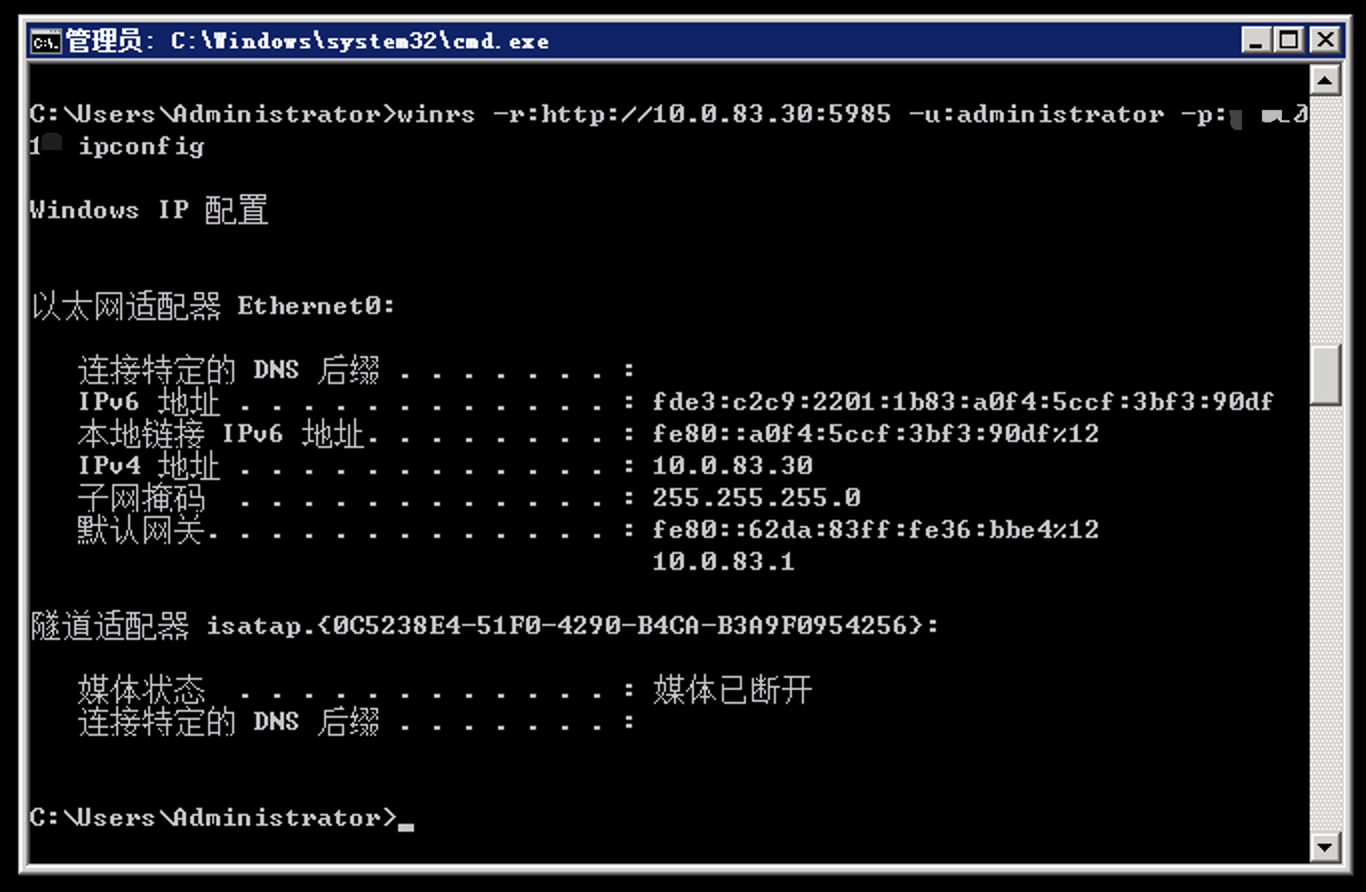 管理员: C:\Windows\system32\cmd.exe
C:\Users\Administrator>winrs -r:http://10.0.83.30:5985 -u:administrator -p:
ipconfig
Windows IP 配置
以太网适配器 Ethernet0:
连接特定的 DNS 后缀 . . . . . . . :
IPv6 地址 . . . . . . . . . . . . : fde3:c2c9:2201:1b83:a0f4:5ccf:3bf3:90df
本地链接 IPv6 地址. . . . . . . . : fe80::a0f4:5ccf:3bf3:90df%12
IPv4 地址 . . . . . . . . . . . . : 10.0.83.30
子网掩码  . . . . . . . . . . . . : 255.255.255.0
默认网关. . . . . . . . . . . . . : fe80::62da:83ff:fe36:bbe4%12
10.0.83.1
隧道适配器 isatap.{0C5238E4-51F0-4290-B4CA-B3A9F0954256}:
媒体状态  . . . . . . . . . . . . : 媒体已断开
连接特定的 DNS 后缀 . . . . . . . :
C:\Users\Administrator>